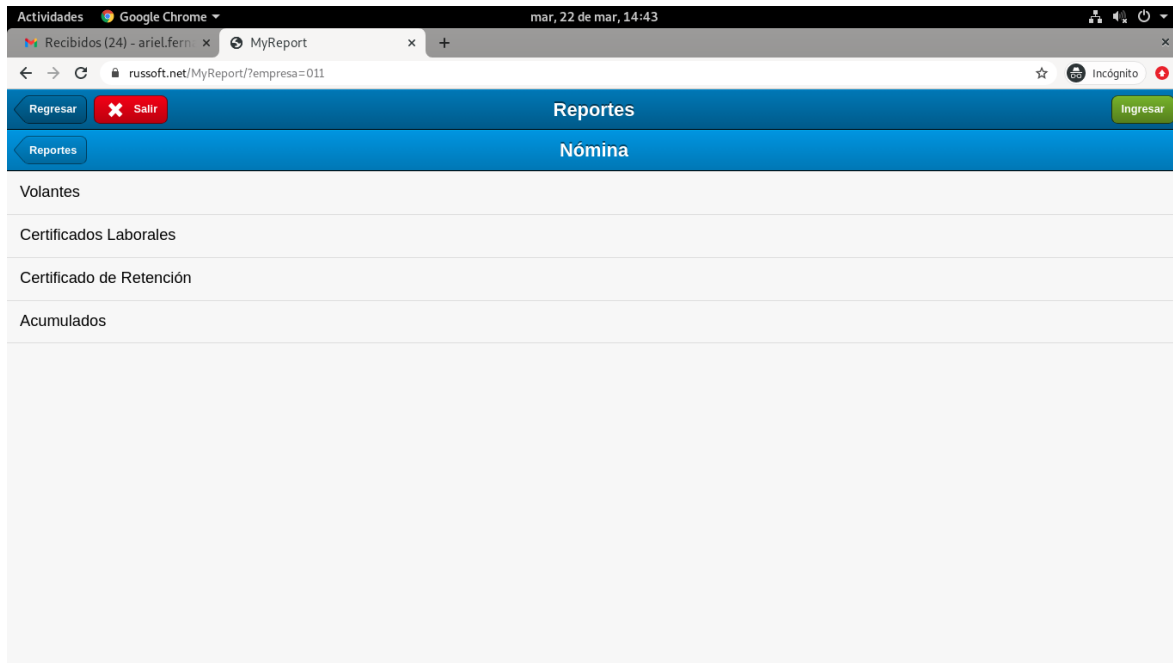 Actividades Google Chrome mar, 22 de mar, 14:43
Recibidos (24) - ariel.fern MyReport
russoft.net/MyReport/?empresa=011 Incógnito
Regresar Salir Reportes Ingresar
Reportes Nómina
Volantes
Certificados Laborales
Certificado de Retención
Acumulados